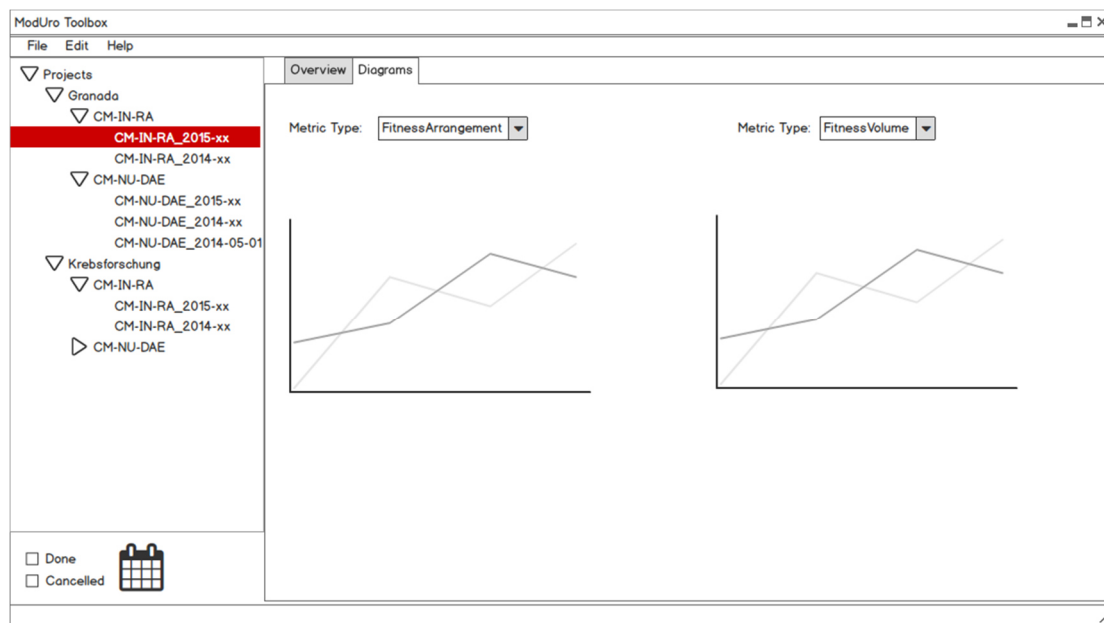 ModUro Toolbox
File Edit Help
Projects
Granada
CM-IN-RA
CM-IN-RA_2015-xx
CM-IN-RA_2014-xx
CM-NU-DAE
CM-NU-DAE_2015-xx
CM-NU-DAE_2014-xx
CM-NU-DAE_2014-05-01
Krebsforschung
CM-IN-RA
CM-IN-RA_2015-xx
CM-IN-RA_2014-xx
CM-NU-DAE
Done
Cancelled
Overview Diagrams
Metric Type: FitnessArrangement
Metric Type: FitnessVolume